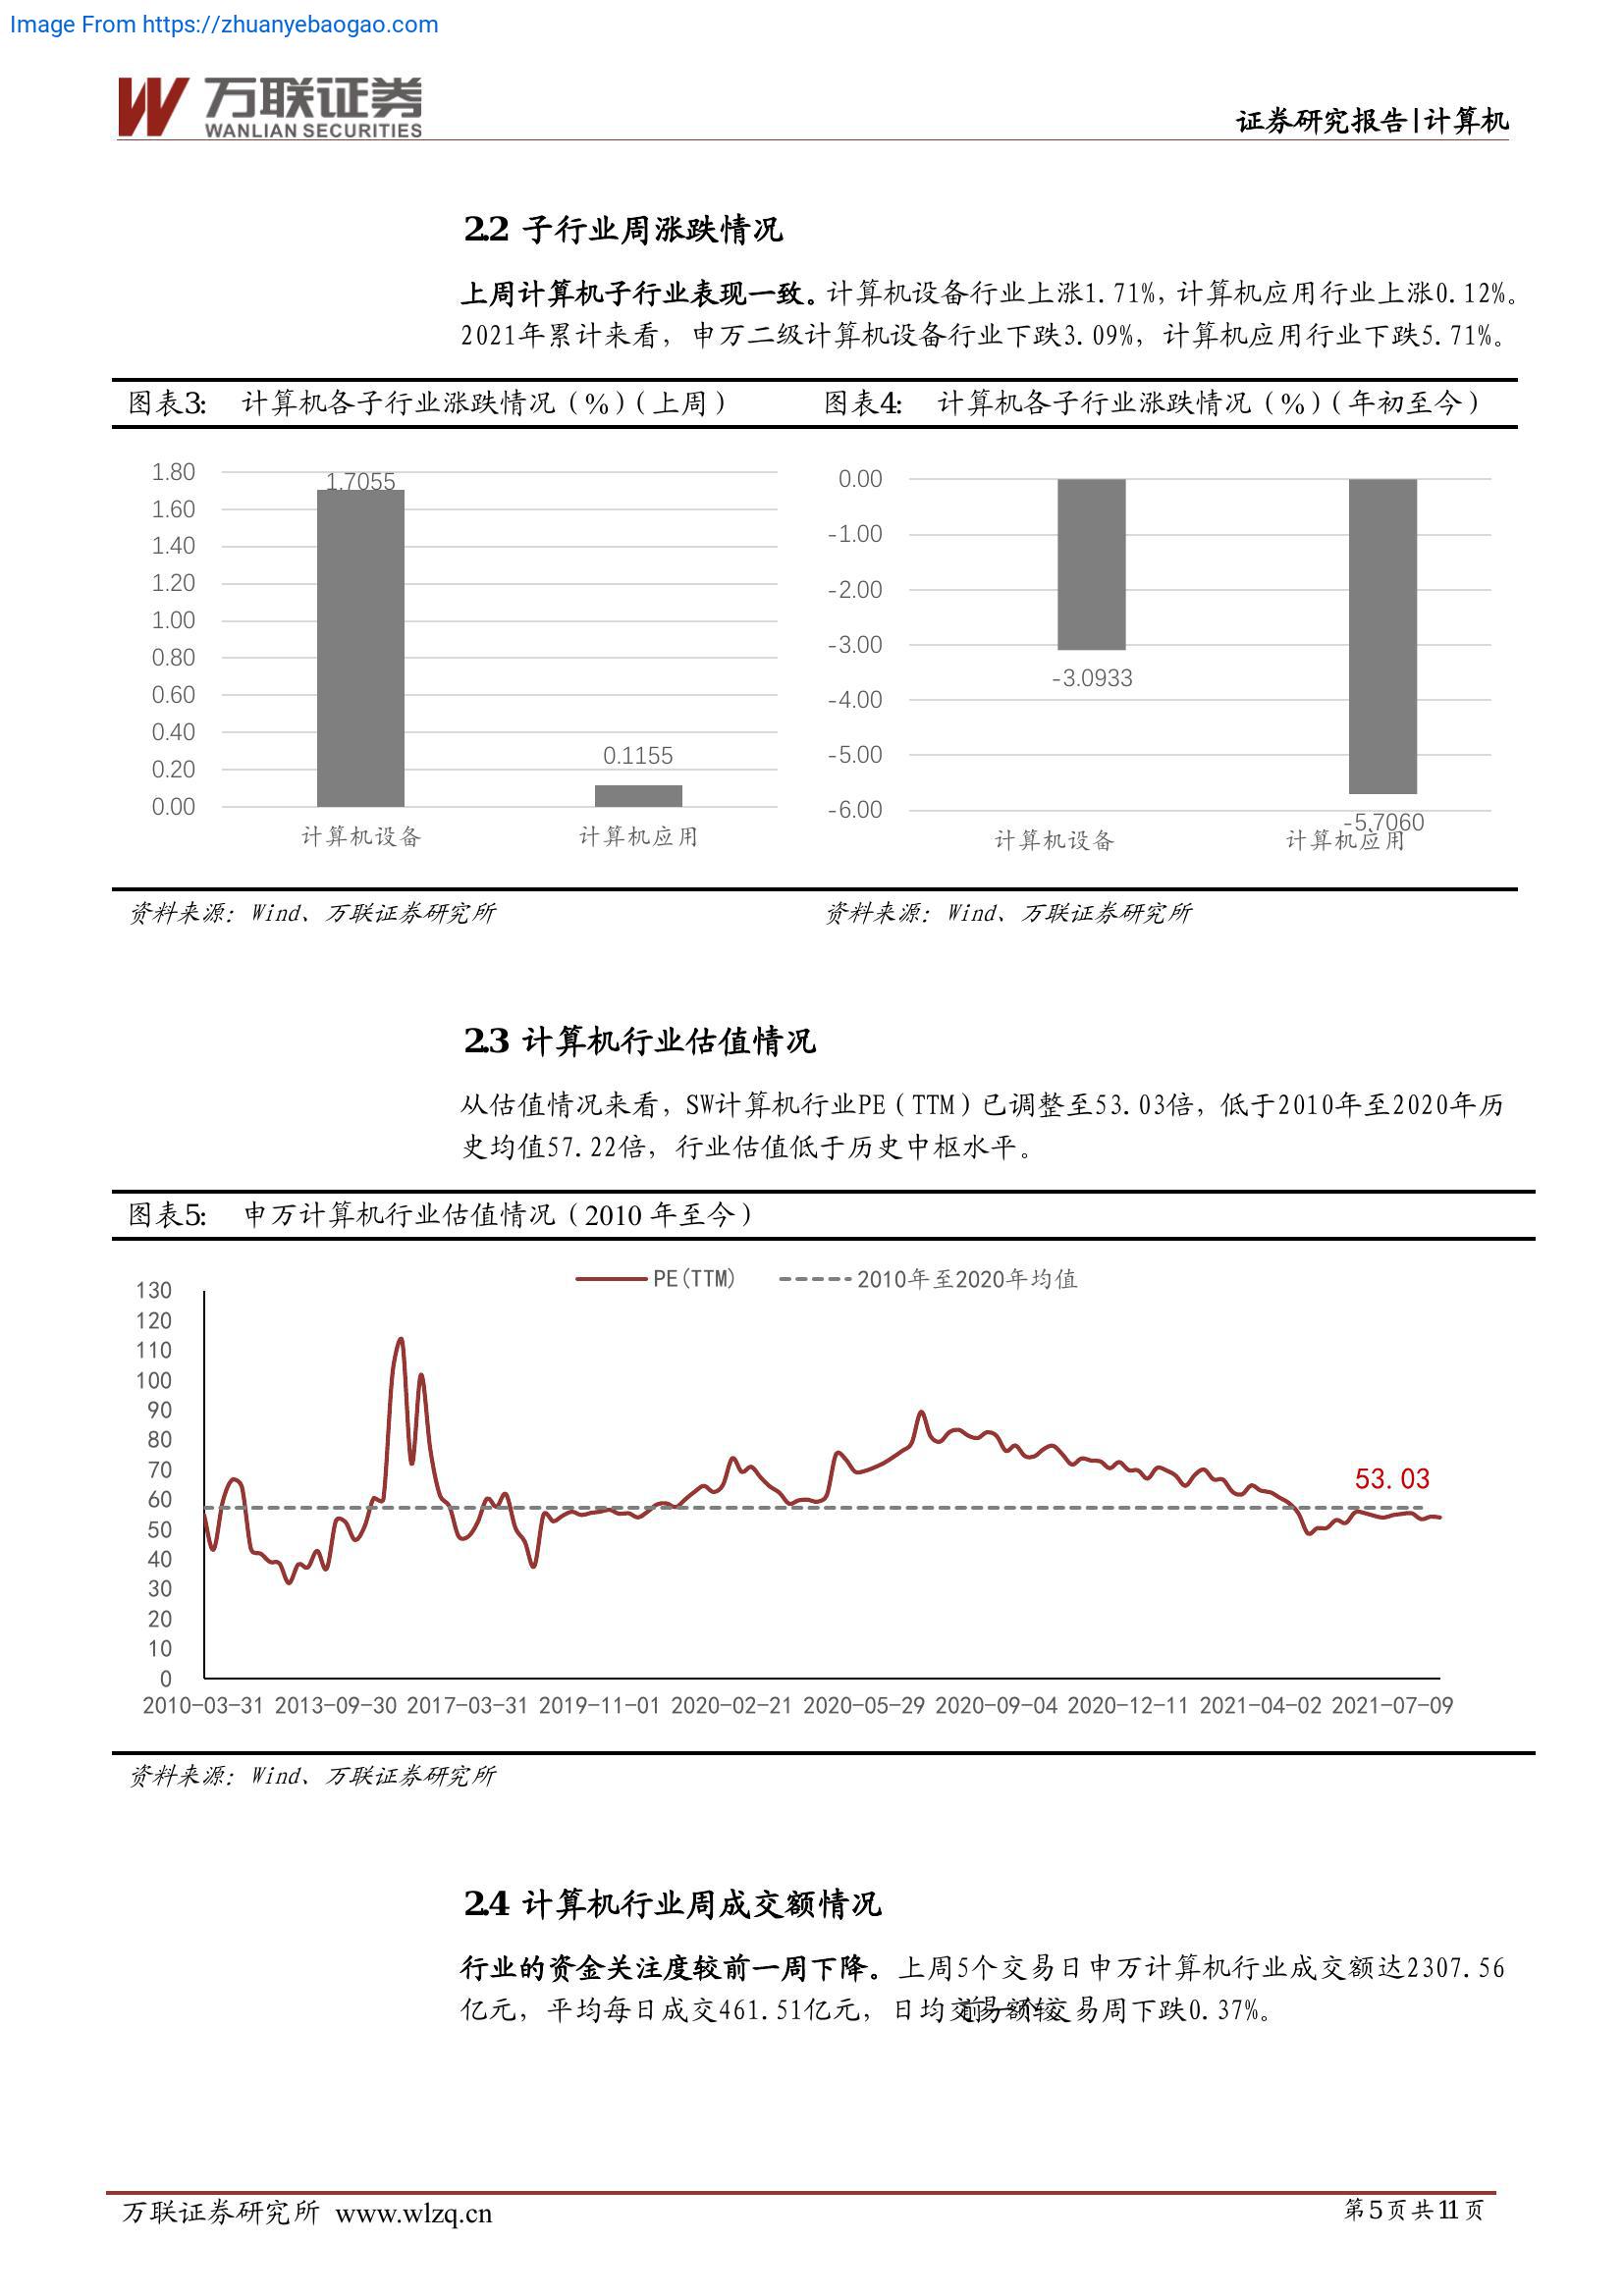 Image From https://zhuanyebaogao.com
万联证券
WANLIAN SECURITIES
证券研究报告|计算机
2.2 子行业周涨跌情况
上周计算机子行业表现一致。计算机设备行业上涨1.71%，计算机应用行业上涨0.12%。
2021年累计来看，申万二级计算机设备行业下跌3.09%，计算机应用行业下跌5.71%。
图表3: 计算机各子行业涨跌情况（%）（上周）
1.80
1.60
1.40
1.20
1.00
0.80
0.60
0.40
0.20
0.00
1.7055
0.1155
计算机设备 计算机应用
图表4: 计算机各子行业涨跌情况（%）（年初至今）
0.00
-1.00
-2.00
-3.00
-4.00
-5.00
-6.00
-3.0933
-5.7060
计算机设备 计算机应用
资料来源：Wind、万联证券研究所
资料来源：Wind、万联证券研究所
2.3 计算机行业估值情况
从估值情况来看，SW计算机行业PE（TTM）已调整至53.03倍，低于2010年至2020年历
史均值57.22倍，行业估值低于历史中枢水平。
图表5: 申万计算机行业估值情况（2010 年至今）
PE(TTM) 2010年至2020年均值
130
120
110
100
90
80
70
60
50
40
30
20
10
0
53.03
2010-03-31 2013-09-30 2017-03-31 2019-11-01 2020-02-21 2020-05-29 2020-09-04 2020-12-11 2021-04-02 2021-07-09
资料来源：Wind、万联证券研究所
2.4 计算机行业周成交额情况
行业的资金关注度较前一周下降。上周5个交易日申万计算机行业成交额达2307.56
亿元，平均每日成交461.51亿元，日均交易额较前一个交易周下跌0.37%。
万联证券研究所 www.wlzq.cn
第5页共11页